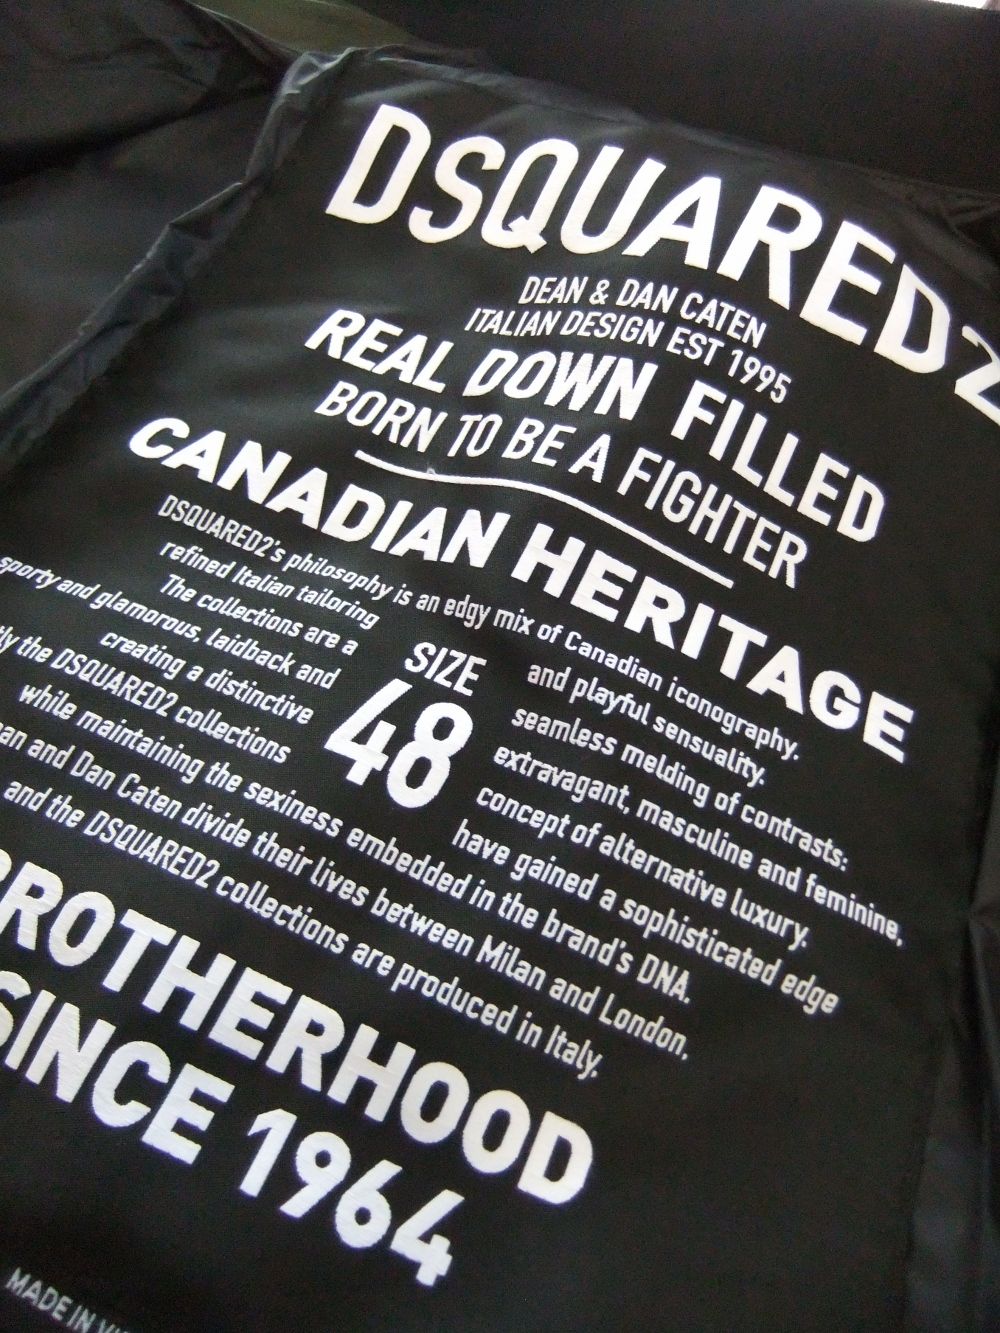 DSQUARED2
DEAN & DAN CATEN
ITALIAN DESIGN EST 1995
REAL DOWN FILLED
BORN TO BE A FIGHTER
CANADIAN HERITAGE
DSQUARED2's philosophy is an edgy mix of Canadian iconography.
refined Italian tailoring and playful sensuality.
The collections are a seamless melding of contrasts:
sporty and glamorous, laidback and extravagant, masculine and feminine,
creating a distinctive concept of alternative luxury.
the DSQUARED2 collections have gained a sophisticated edge
while maintaining the sexiness embedded in the brand's DNA.
and Dan Caten divide their lives between Milan and London,
and the DSQUARED2 collections are produced in Italy.
SIZE
48
BROTHERHOOD
SINCE 1964
MADE IN